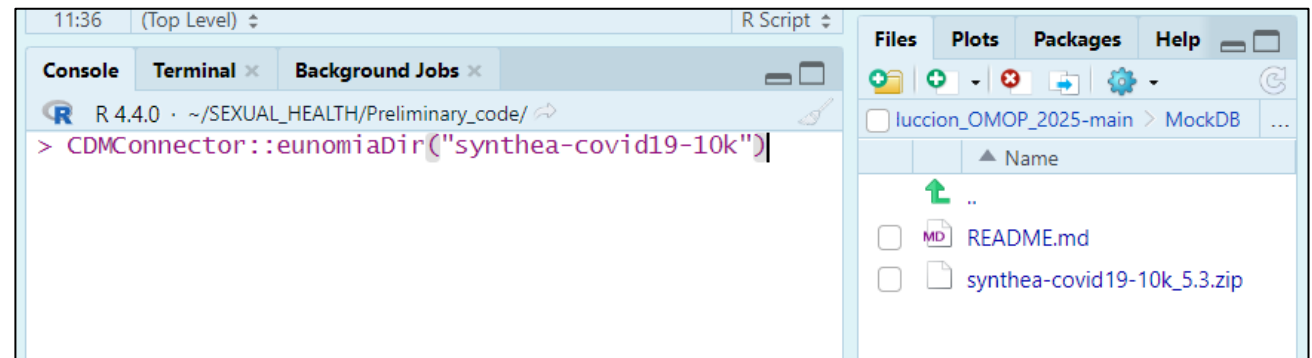 11:36 (Top Level) R Script
Console Terminal Background Jobs
R R 4.4.0 · ~/SEXUAL_HEALTH/Preliminary_code/
> CDMConnector::eunomiaDir("synthea-covid19-10k")
Files Plots Packages Help
luccion_OMOP_2025-main > MockDB ...
Name
..
MD README.md
synthea-covid19-10k_5.3.zip